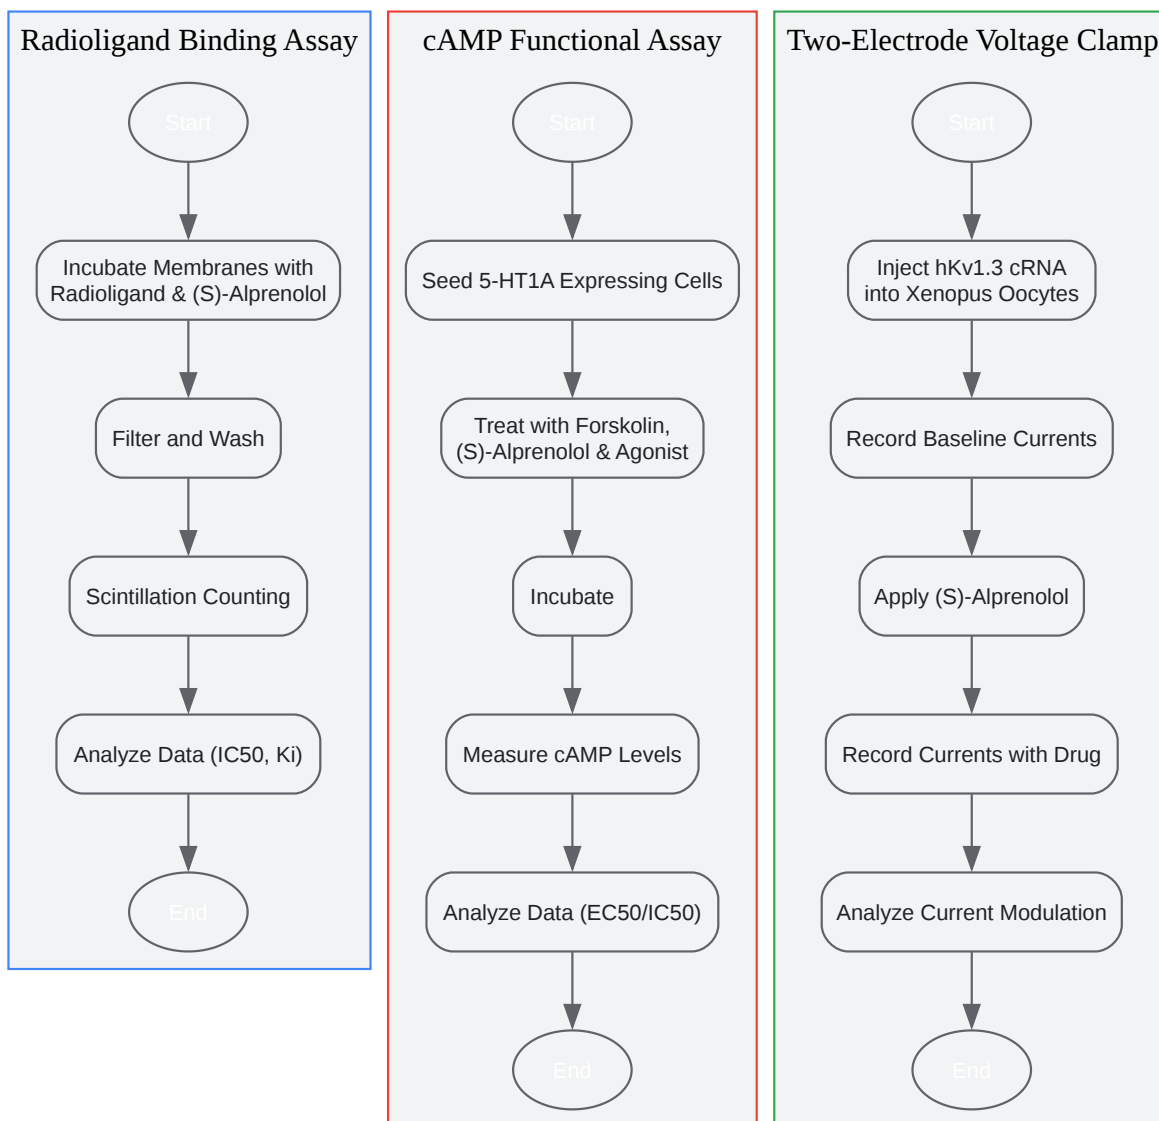 Radioligand Binding Assay
Start
Incubate Membranes with
Radioligand & (S)-Alprenolol
Filter and Wash
Scintillation Counting
Analyze Data (IC50, Ki)
End
cAMP Functional Assay
Start
Seed 5-HT1A Expressing Cells
Treat with Forskolin,
(S)-Alprenolol & Agonist
Incubate
Measure cAMP Levels
Analyze Data (EC50/IC50)
End
Two-Electrode Voltage Clamp
Start
Inject hKv1.3 cRNA
into Xenopus Oocytes
Record Baseline Currents
Apply (S)-Alprenolol
Record Currents with Drug
Analyze Current Modulation
End